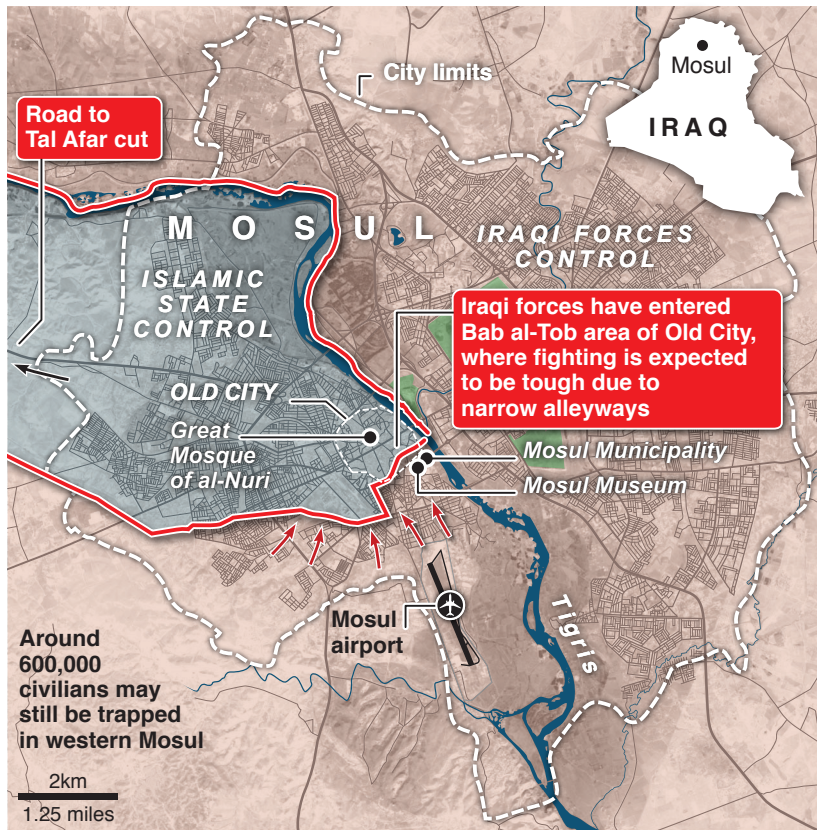 City limits
Mosul
IRAQ
Road to
Tal Afar cut
MOSUL
IRAQI FORCES
CONTROL
ISLAMIC
STATE
CONTROL
Iraqi forces have entered
Bab al-Tob area of Old City,
where fighting is expected
to be tough due to
narrow alleyways
OLD CITY
Great
Mosque
of al-Nuri
Mosul Municipality
Mosul Museum
Mosul
airport
Tigris
Around
600,000
civilians may
still be trapped
in western Mosul
2km
1.25 miles